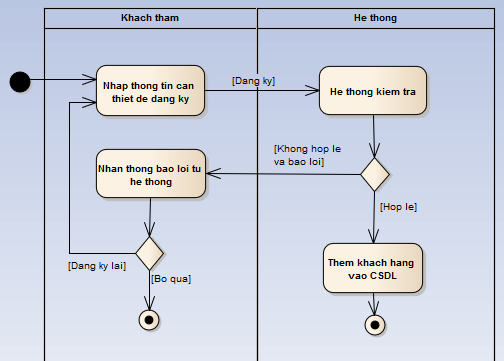 Khach tham
He thong
Nhap thong tin can
thiet de dang ky
[Dang ky]
He thong kiem tra
[Khong hop le
va bao loi]
Nhan thong bao loi tu
he thong
[Hop le]
[Dang ky lai]
[Bo qua]
Them khach hang
vao CSDL